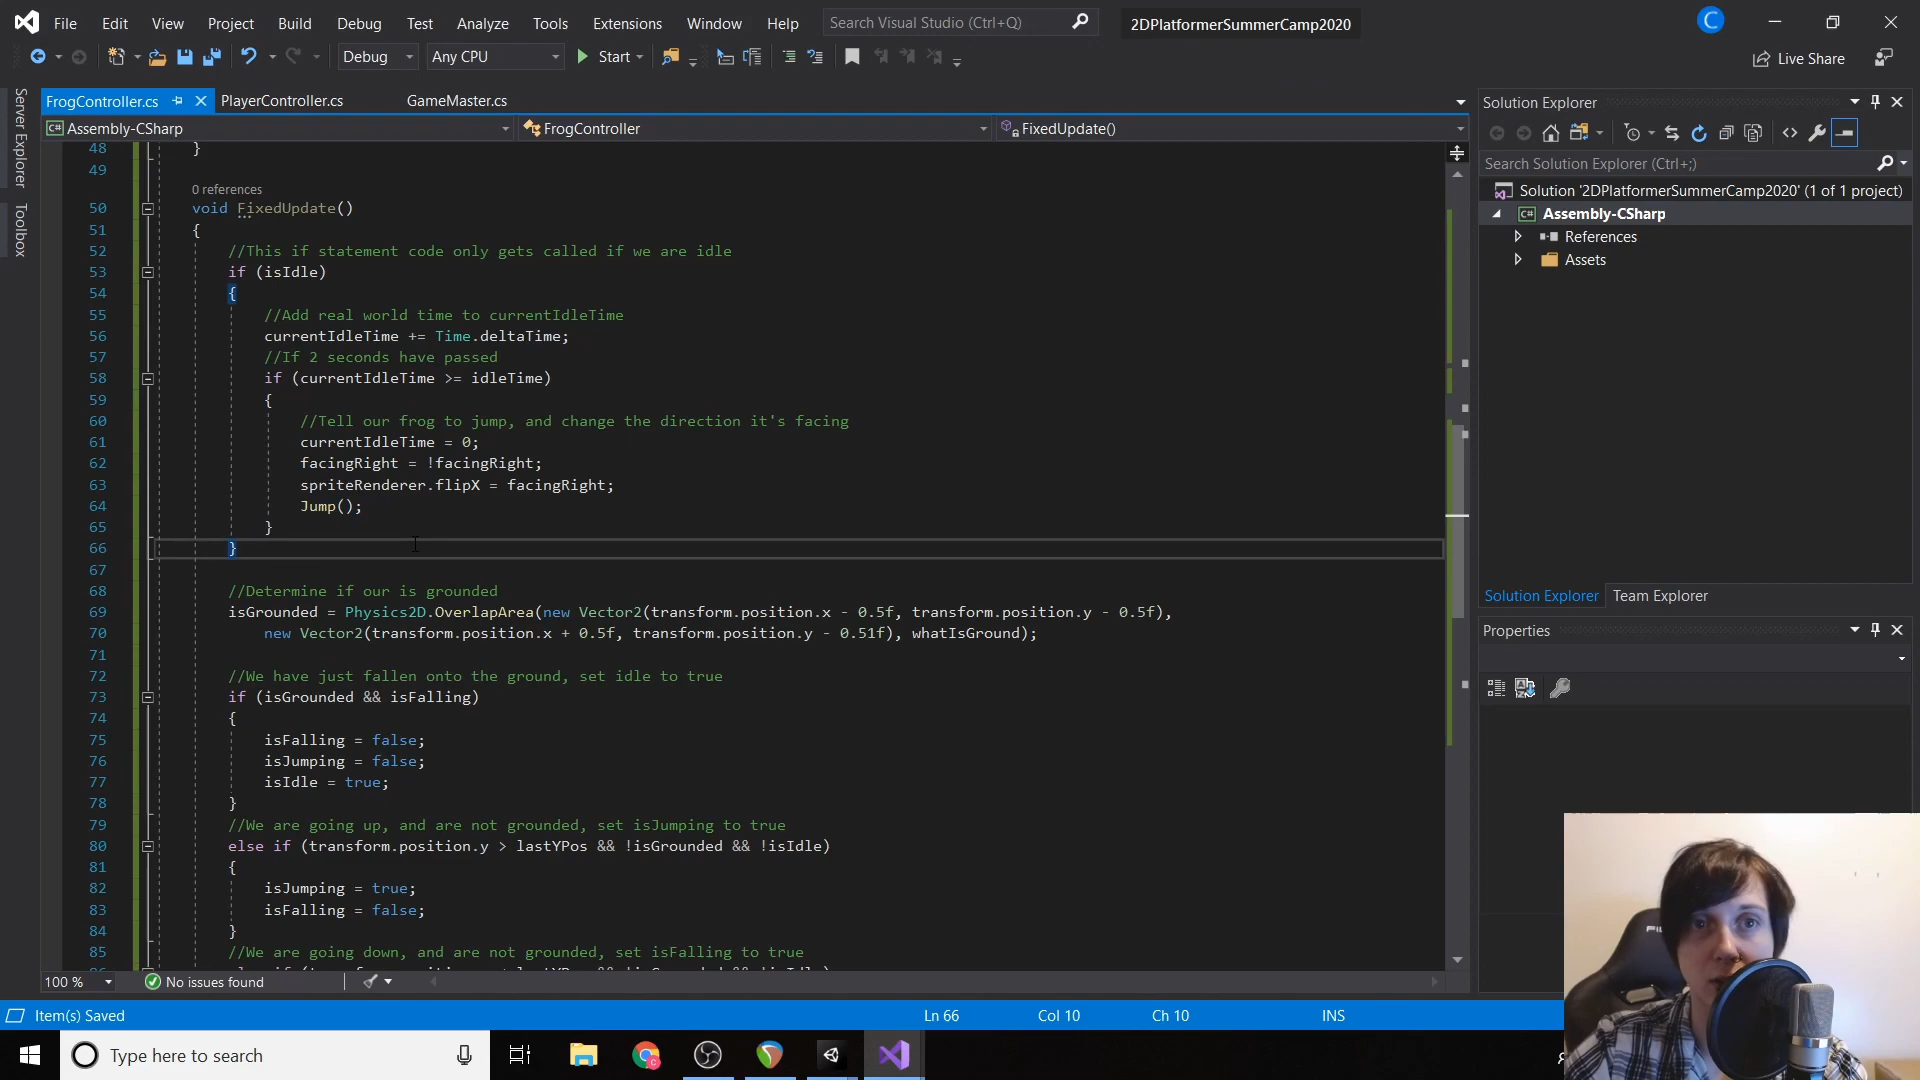 File Edit View Project Build Debug Test Analyze Tools Extensions Window Help Search Visual Studio (Ctrl+Q) 2DPlatformerSummerCamp2020 C
Debug Any CPU Start Live Share
Server Explorer
Toolbox
FrogController.cs PlayerController.cs GameMaster.cs
Assembly-CSharp FrogController FixedUpdate()
48 }
49
0 references
50 void FixedUpdate()
51 {
52 //This if statement code only gets called if we are idle
53 if (isIdle)
54 {
55 //Add real world time to currentIdleTime
56 currentIdleTime += Time.deltaTime;
57 //If 2 seconds have passed
58 if (currentIdleTime >= idleTime)
59 {
60 //Tell our frog to jump, and change the direction it's facing
61 currentIdleTime = 0;
62 facingRight = !facingRight;
63 spriteRenderer.flipX = facingRight;
64 Jump();
65 }
66 }
67
68 //Determine if our is grounded
69 isGrounded = Physics2D.OverlapArea(new Vector2(transform.position.x - 0.5f, transform.position.y - 0.5f),
70 new Vector2(transform.position.x + 0.5f, transform.position.y - 0.51f), whatIsGround);
71
72 //We have just fallen onto the ground, set idle to true
73 if (isGrounded && isFalling)
74 {
75 isFalling = false;
76 isJumping = false;
77 isIdle = true;
78 }
79 //We are going up, and are not grounded, set isJumping to true
80 else if (transform.position.y > lastYPos && !isGrounded && !isIdle)
81 {
82 isJumping = true;
83 isFalling = false;
84 }
85 //We are going down, and are not grounded, set isFalling to true
100 % No issues found
Item(s) Saved Ln 66 Col 10 Ch 10 INS
Type here to search
Solution Explorer
Search Solution Explorer (Ctrl+;)
Solution '2DPlatformerSummerCamp2020' (1 of 1 project)
C# Assembly-CSharp
References
Assets
Solution Explorer Team Explorer
Properties